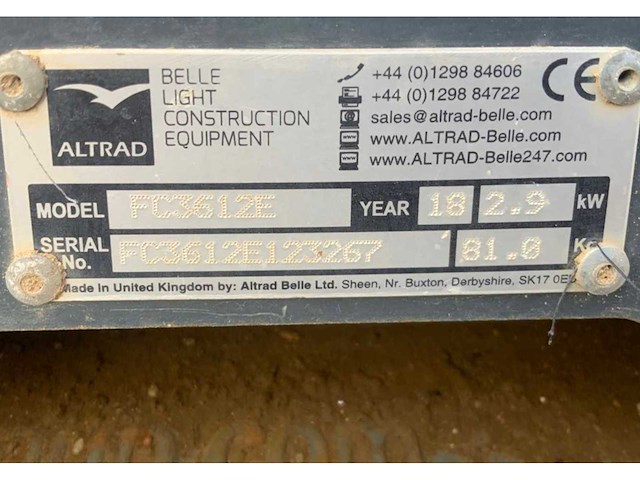 ALTRAD
BELLE
LIGHT
CONSTRUCTION
EQUIPMENT
+44 (0)1298 84606
+44 (0)1298 84722
sales@altrad-belle.com
www.ALTRAD-Belle.com
www.ALTRAD-Belle247.com
CE
MODEL FC3612E YEAR 18 2.9 kW
SERIAL No. FC3612E123267 81.0 Kg
Made in United Kingdom by: Altrad Belle Ltd. Sheen, Nr. Buxton, Derbyshire, SK17